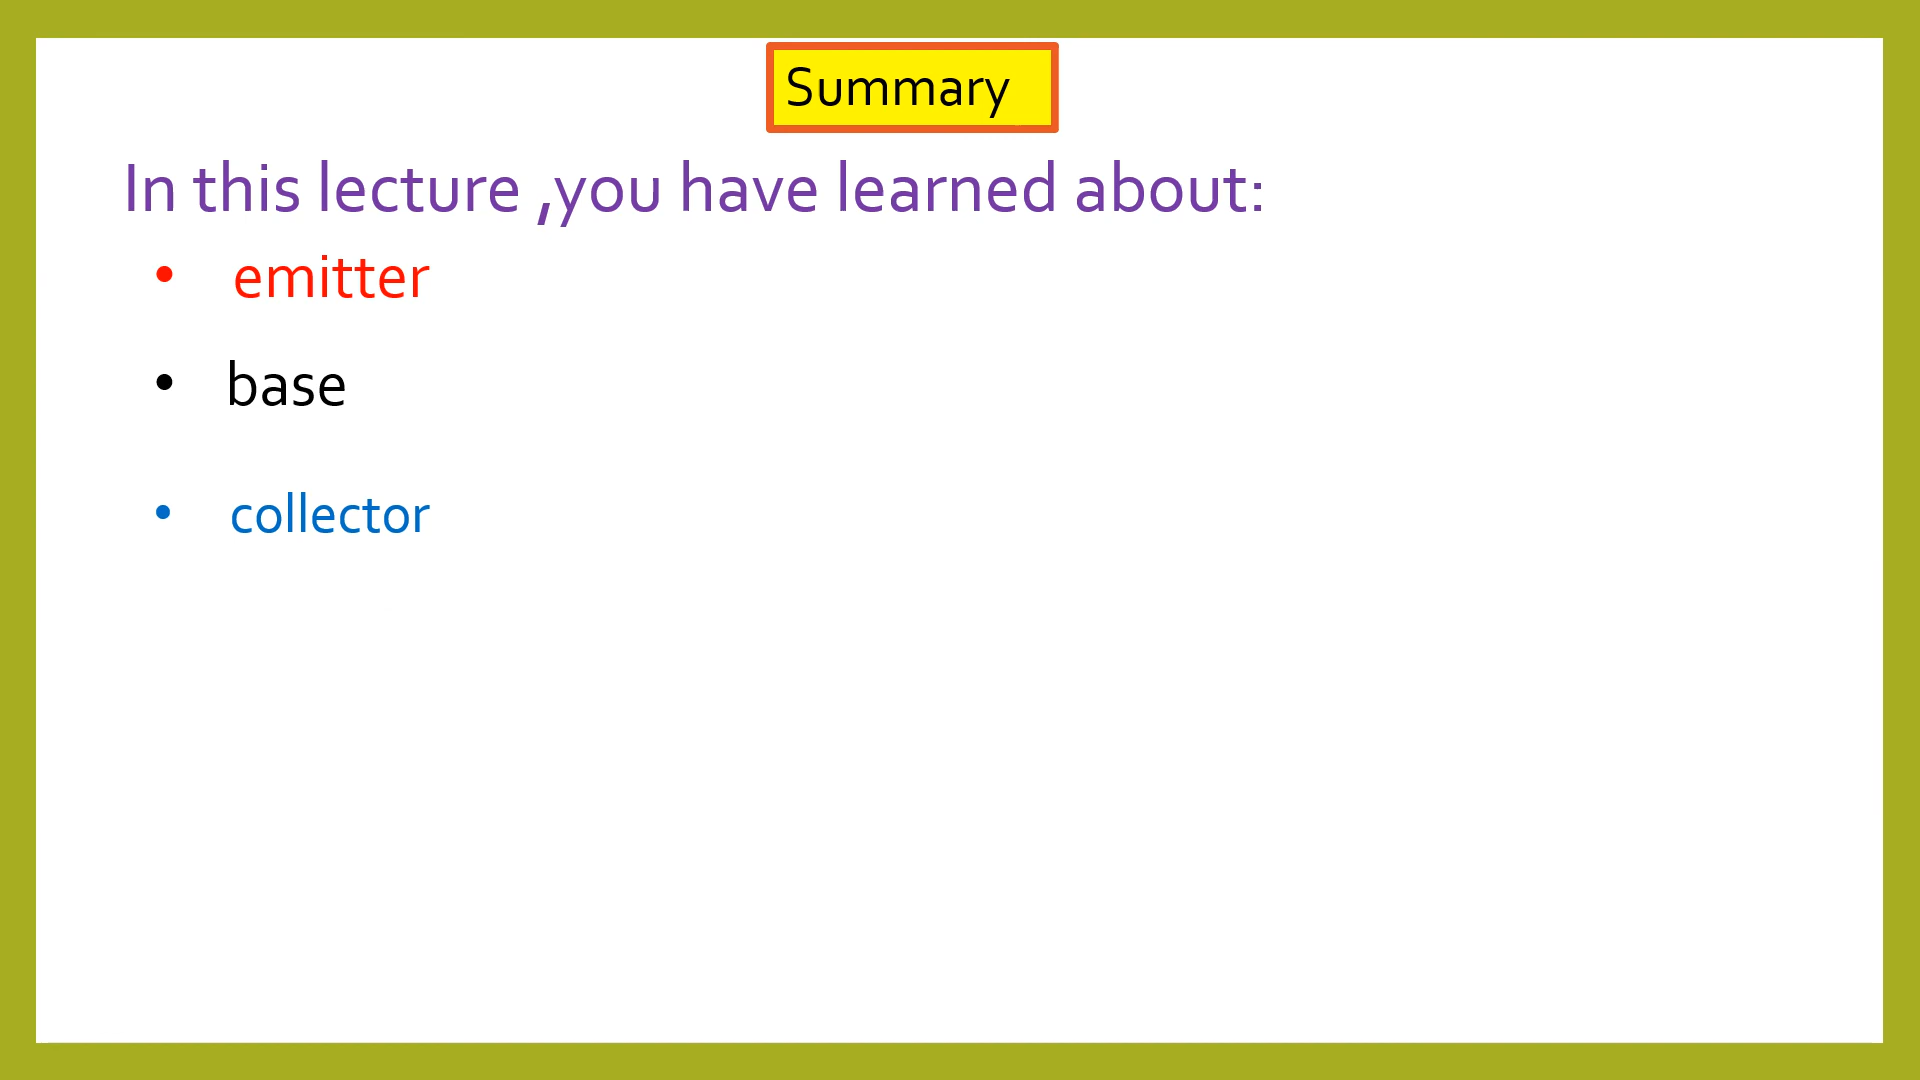 Summary
In this lecture ,you have learned about:
• emitter
• base
• collector